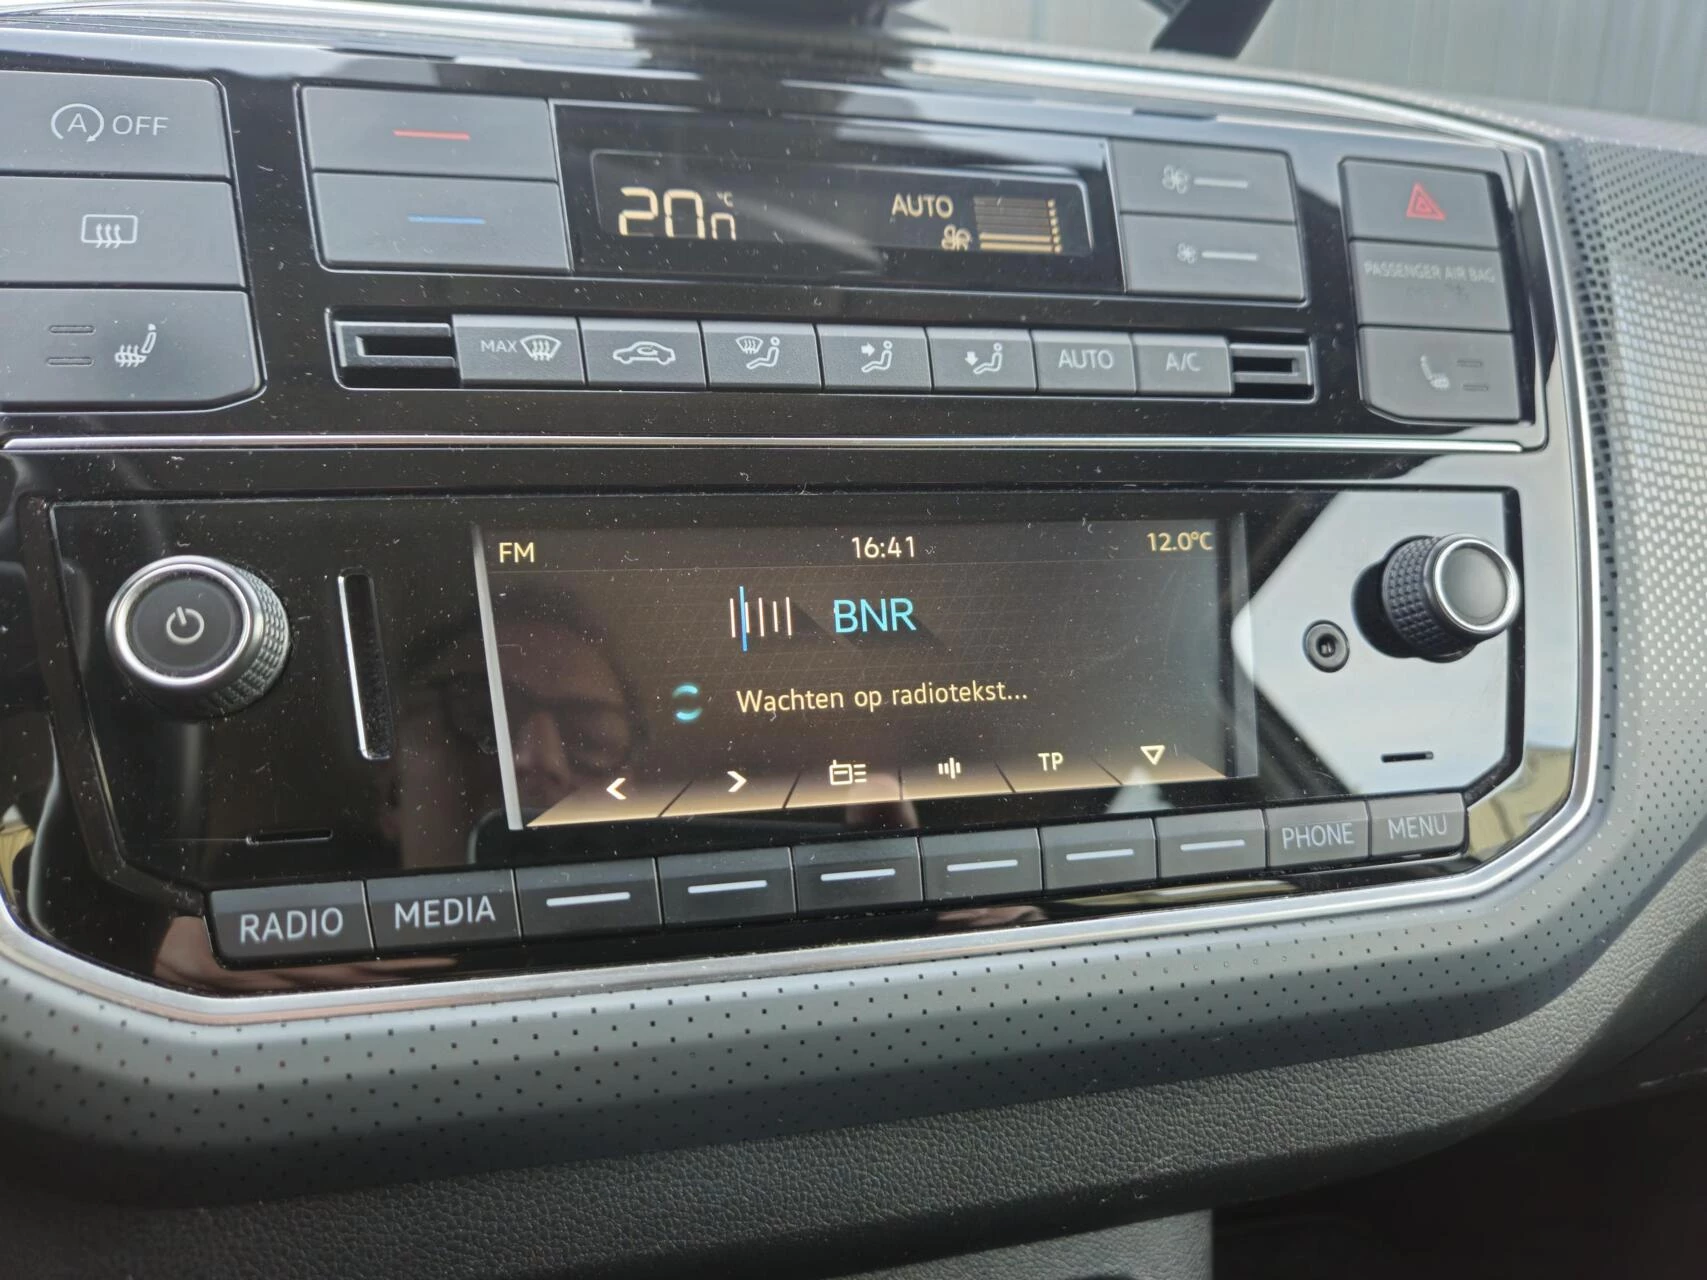 A OFF
20.0 °C
AUTO
PASSENGER AIR BAG
MAX
AUTO
A/C
FM 16:41 12.0°C
BNR
Wachten op radiotekst...
< > TP
RADIO MEDIA PHONE MENU